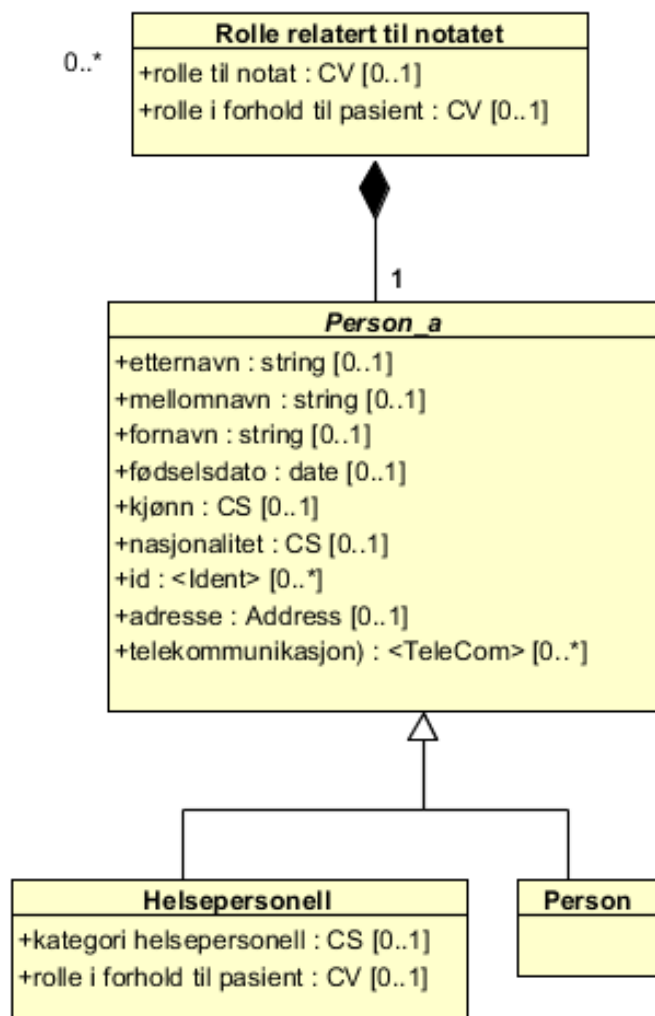 Rolle relatert til notatet
0..*
+rolle til notat : CV [0..1]
+rolle i forhold til pasient : CV [0..1]
1
Person_a
+etternavn : string [0..1]
+mellomnavn : string [0..1]
+fornavn : string [0..1]
+fødselsdato : date [0..1]
+kjønn : CS [0..1]
+nasjonalitet : CS [0..1]
+id : <Ident> [0..*]
+adresse : Address [0..1]
+telekommunikasjon) : <TeleCom> [0..*]
Helsepersonell
+kategori helsepersonell : CS [0..1]
+rolle i forhold til pasient : CV [0..1]
Person